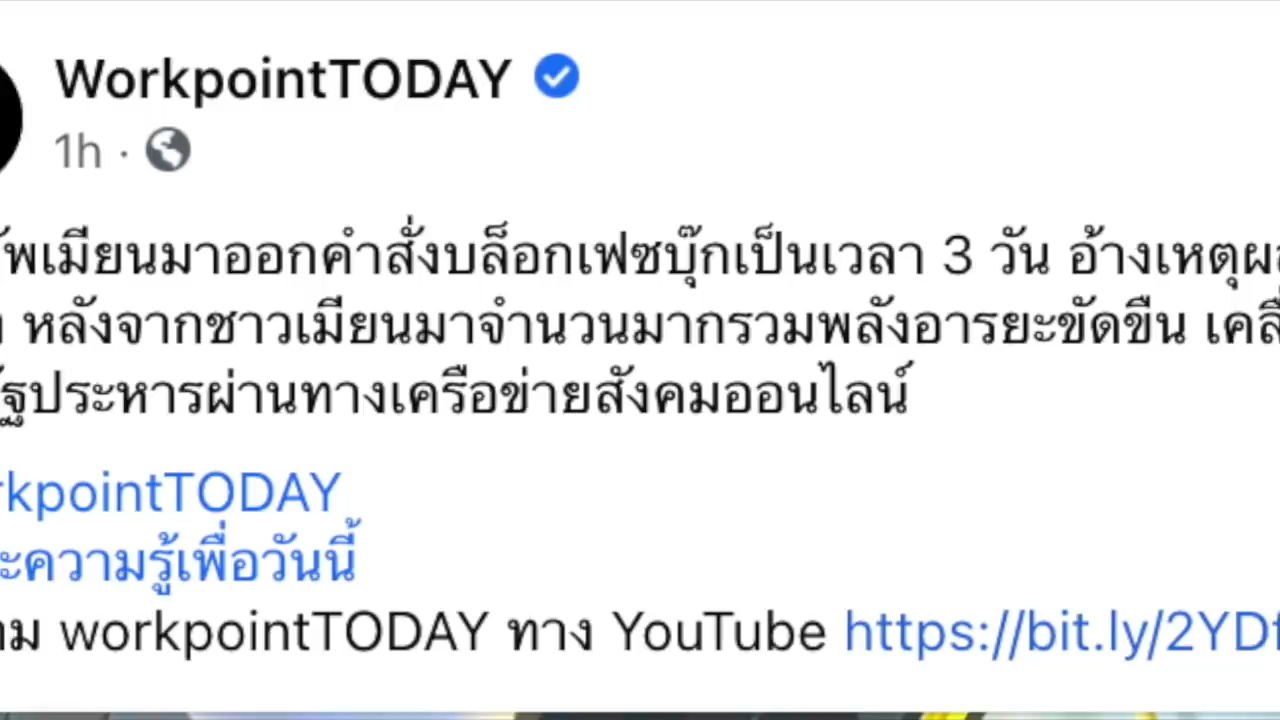 WorkpointTODAY
1h ·
ัพเมียนมาออกคำสั่งบล็อกเฟซบุ๊กเป็นเวลา 3 วัน อ้างเหตุผ
หลังจากชาวเมียนมาจำนวนมากรวมพลังอารยะขัดขืน เคลื่
ัฐประหารผ่านทางเครือข่ายสังคมออนไลน์
rkpointTODAY
ะความรู้เพื่อวันนี้
าม workpointTODAY ทาง YouTube https://bit.ly/2YDf